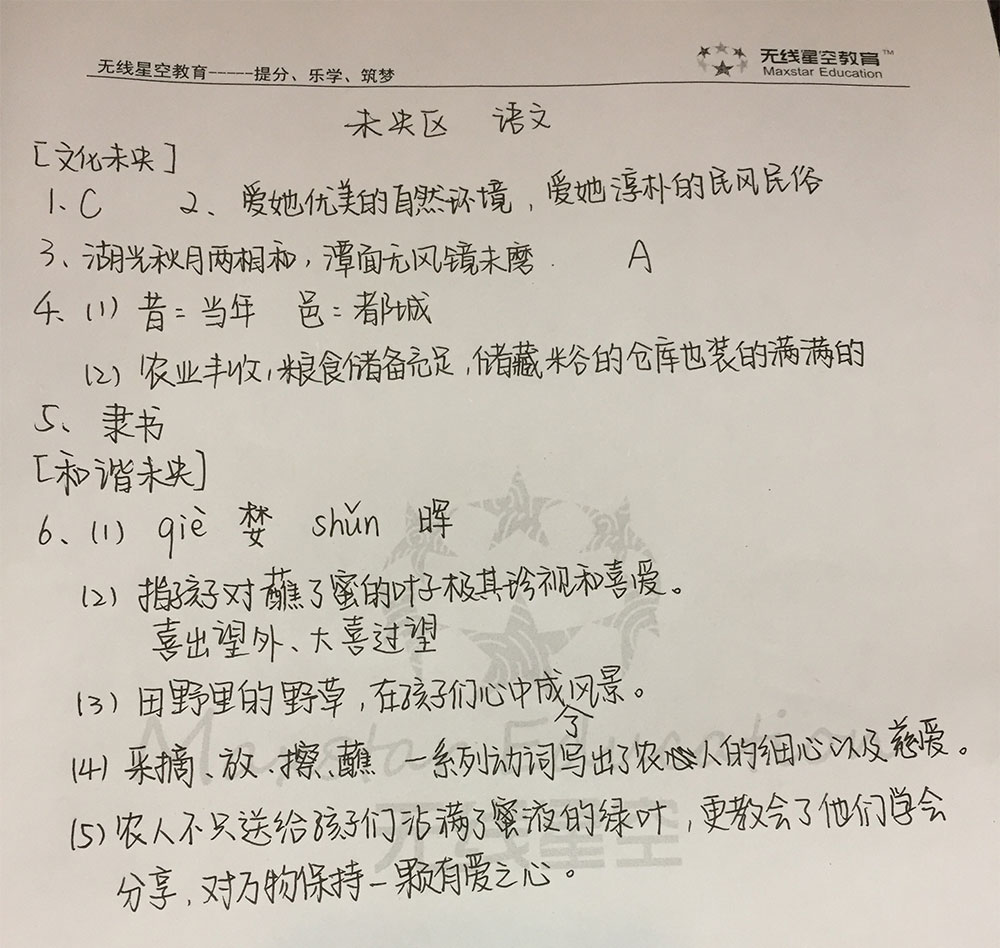 无线星空教育-----提分、乐学、筑梦
无线星空教育™
Maxstar Education
未央区 语文
[文化未央]
1、C 2、爱她优美的自然环境，爱她淳朴的民风民俗
3、湖光秋月两相和，潭面无风镜未磨. A
4、(1) 昔=当年 邑=都城
(2) 农业丰收，粮食储备充足，储藏米谷的仓库也装的满满的
5、隶书
[和谐未央]
6、(1) qiè 婪 shǔn 晖
(2) 指孩子对蘸了蜜的叶子极其珍视和喜爱。
喜出望外、大喜过望
(3) 田野里的野草，在孩子们心中成了风景。
(4) 采摘、放、擦、蘸 一系列动词写出了农人的细心以及慈爱。
(5) 农人不只送给孩子们沾满了蜜液的绿叶，更教会了他们学会
分享，对万物保持一颗有爱之心。
Maxstar Education
无线星空